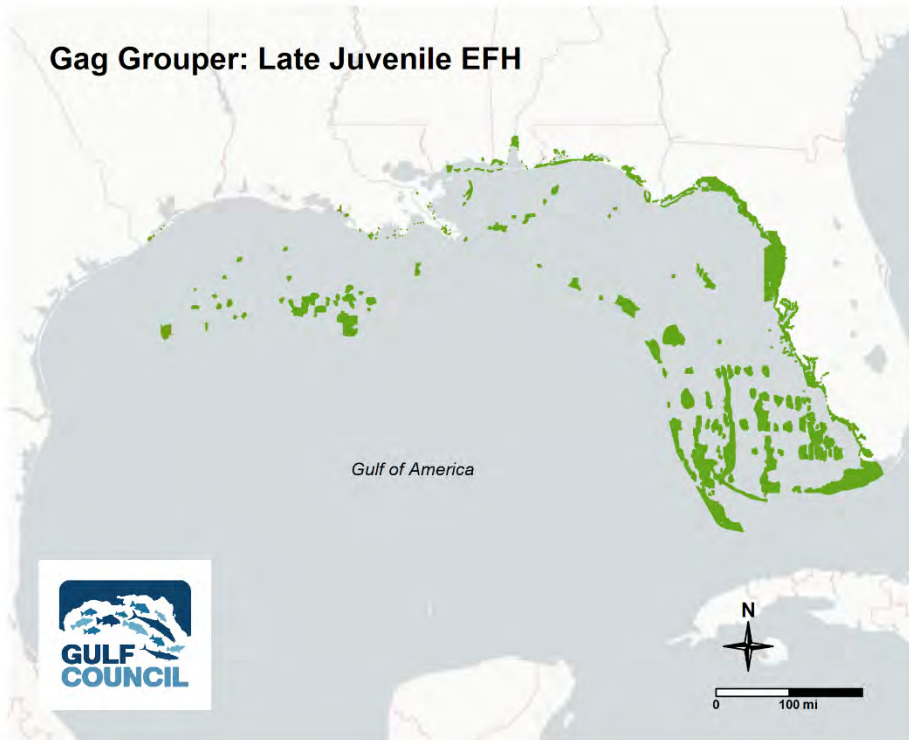 Gag Grouper: Late Juvenile EFH
Gulf of America
GULF
COUNCIL
N
0 100 mi